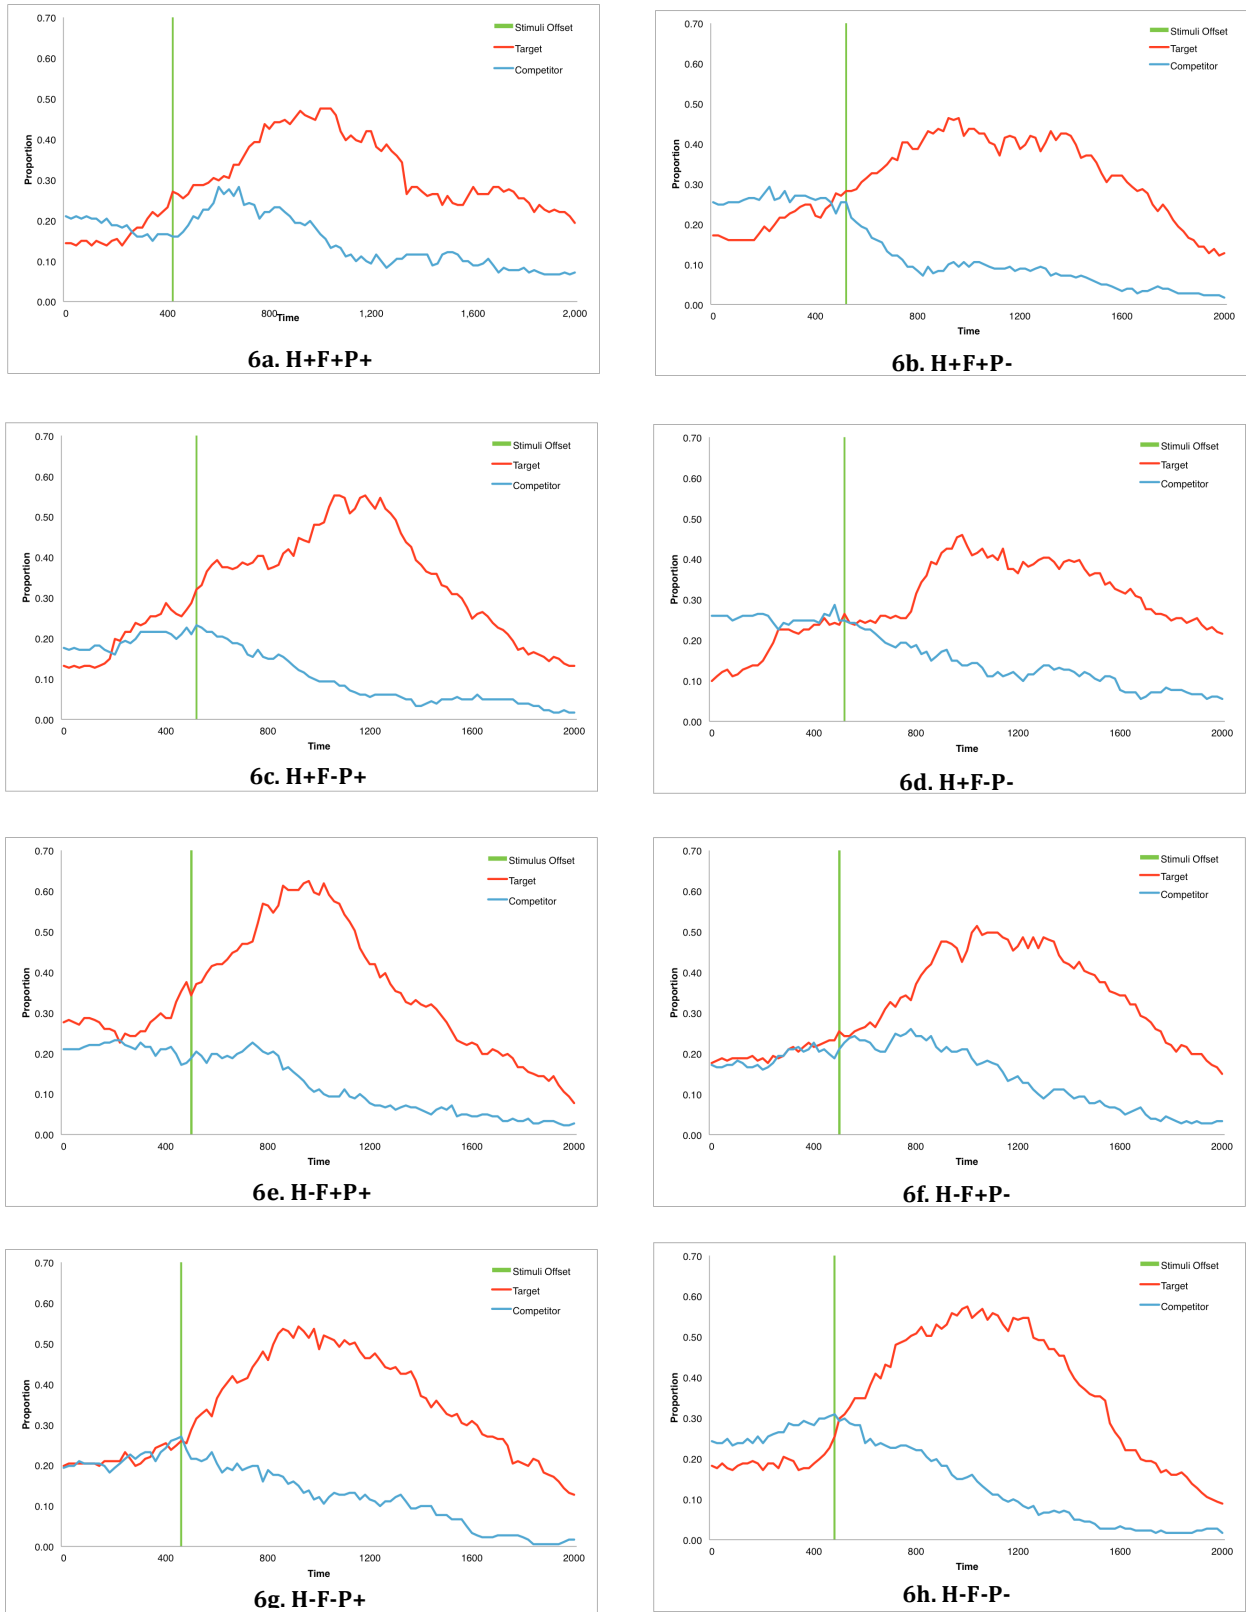 0.70
0.60
0.50
0.40
0.30
0.20
0.10
0.00
Proportion
Stimuli Offset
Target
Competitor
0 400 800 1,200 1,600 2,000
Time
6a. H+F+P+
0.70
0.60
0.50
0.40
0.30
0.20
0.10
0.00
Proportion
Stimuli Offset
Target
Competitor
0 400 800 1200 1600 2000
Time
6b. H+F+P-
0.70
0.60
0.50
0.40
0.30
0.20
0.10
0.00
Proportion
Stimuli Offset
Target
Competitor
0 400 800 1200 1600 2000
Time
6c. H+F-P+
0.70
0.60
0.50
0.40
0.30
0.20
0.10
0.00
Proportion
Stimuli Offset
Target
Competitor
0 400 800 1200 1600 2000
Time
6d. H+F-P-
0.70
0.60
0.50
0.40
0.30
0.20
0.10
0.00
Proportion
Stimulus Offset
Target
Competitor
0 400 800 1200 1600 2000
Time
6e. H-F+P+
0.70
0.60
0.50
0.40
0.30
0.20
0.10
0.00
Proportion
Stimuli Offset
Target
Competitor
0 400 800 1200 1600 2000
Time
6f. H-F+P-
0.70
0.60
0.50
0.40
0.30
0.20
0.10
0.00
Proportion
Stimuli Offset
Target
Competitor
0 400 800 1200 1600 2000
Time
6g. H-F-P+
0.70
0.60
0.50
0.40
0.30
0.20
0.10
0.00
Proportion
Stimuli Offset
Target
Competitor
0 400 800 1200 1600 2000
Time
6h. H-F-P-